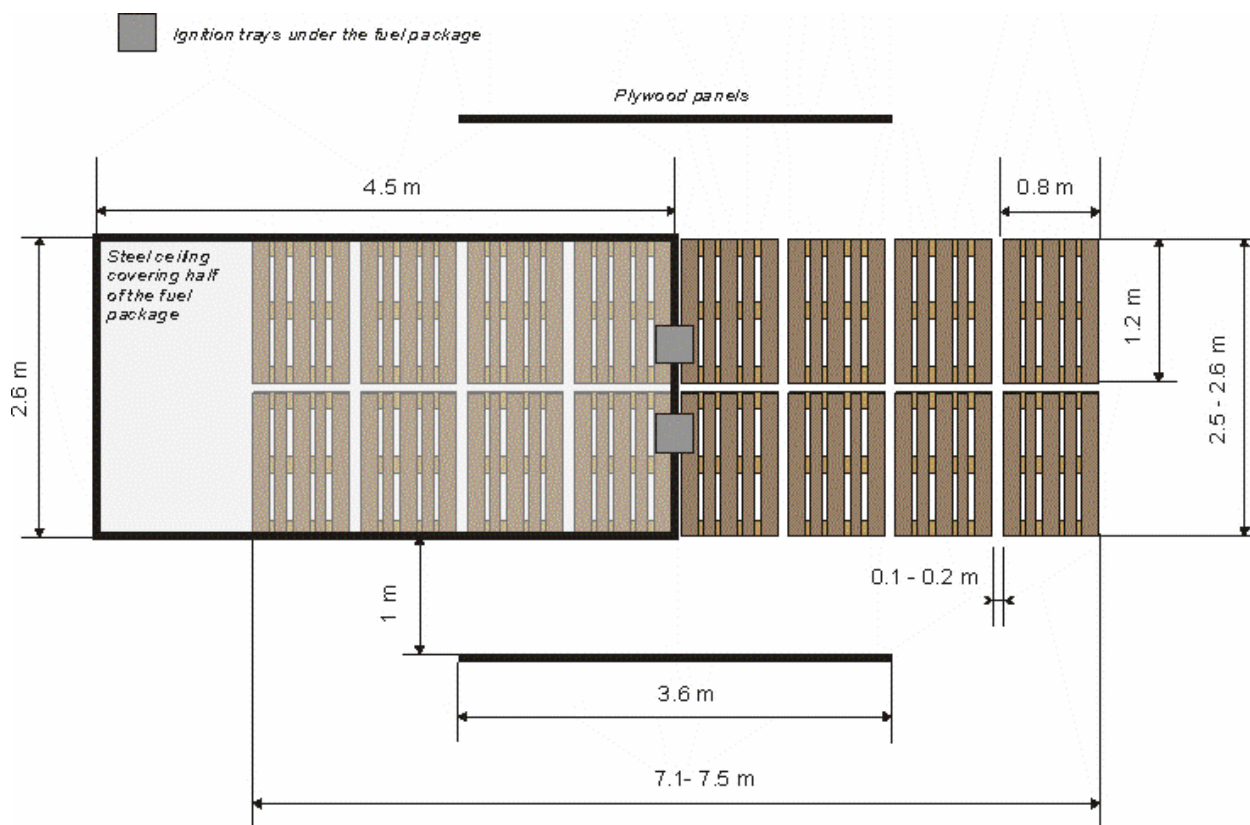 Ignition trays under the fuel package
Plywood panels
4.5 m
0.8 m
Steel ceiling
covering half
of the fuel
package
2.6 m
1.2 m
2.5 - 2.6 m
0.1 - 0.2 m
1 m
3.6 m
7.1- 7.5 m